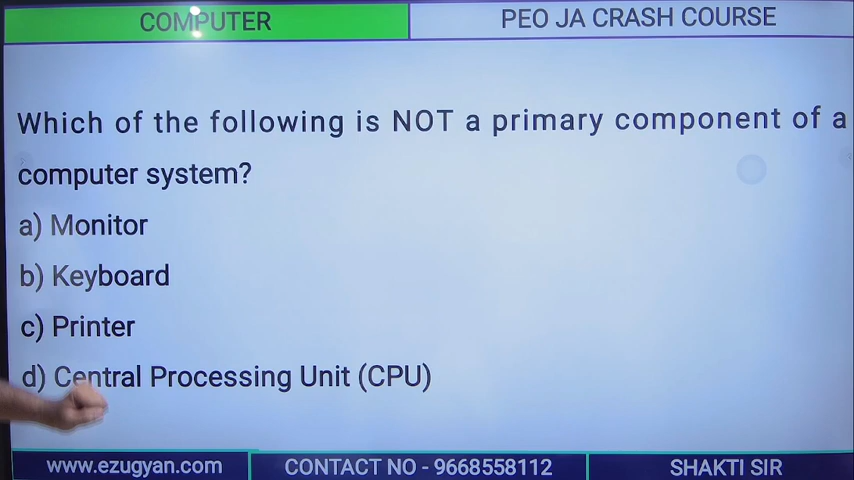 COMPUTER
PEO JA CRASH COURSE
Which of the following is NOT a primary component of a
computer system?
a) Monitor
b) Keyboard
c) Printer
d) Central Processing Unit (CPU)
www.ezugyan.com
CONTACT NO - 9668558112
SHAKTI SIR